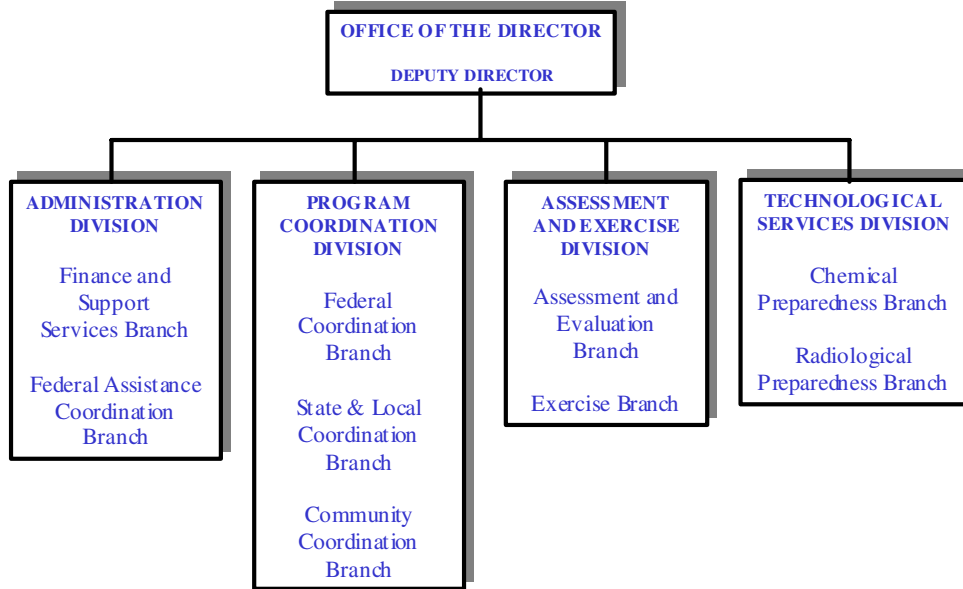 OFFICE OF THE DIRECTOR
DEPUTY DIRECTOR
ADMINISTRATION
DIVISION
Finance and
Support
Services Branch
Federal Assistance
Coordination
Branch
PROGRAM
COORDINATION
DIVISION
Federal
Coordination
Branch
State & Local
Coordination
Branch
Community
Coordination
Branch
ASSESSMENT
AND EXERCISE
DIVISION
Assessment and
Evaluation
Branch
Exercise Branch
TECHNOLOGICAL
SERVICES DIVISION
Chemical
Preparedness Branch
Radiological
Preparedness Branch